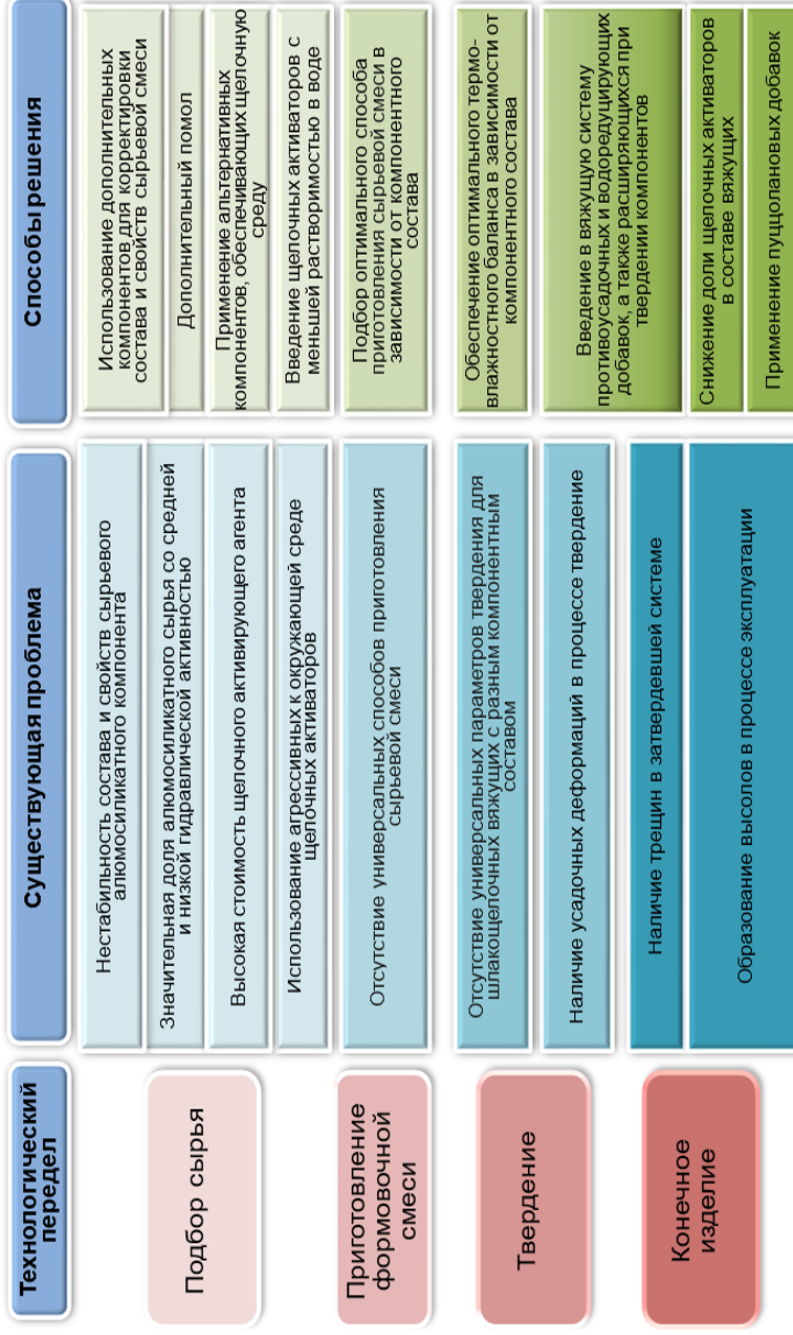 Технологический
передел
Существующая проблема
Способы решения
Подбор сырья
Нестабильность состава и свойств сырьевого
алюмосиликатного компонента
Использование дополнительных
компонентов для корректировки
состава и свойств сырьевой смеси
Значительная доля алюмосиликатного сырья со средней
и низкой гидравлической активностью
Дополнительный помол
Высокая стоимость щелочного активирующего агента
Применение альтернативных
компонентов, обеспечивающих щелочную
среду
Использование агрессивных к окружающей среде
щелочных активаторов
Введение щелочных активаторов с
меньшей растворимостью в воде
Приготовление
формовочной
смеси
Отсутствие универсальных способов приготовления
сырьевой смеси
Подбор оптимального способа
приготовления сырьевой смеси в
зависимости от компонентного
состава
Твердение
Отсутствие универсальных параметров твердения для
шлакощелочных вяжущих с разным компонентным
составом
Обеспечение оптимального термо-
влажностного баланса в зависимости от
компонентного состава
Наличие усадочных деформаций в процессе твердение
Введение в вяжущую систему
противоусадочных и водоредуцирующих
добавок, а также расширяющихся при
твердении компонентов
Конечное
изделие
Наличие трещин в затвердевшей системе
Образование высолов в процессе эксплуатации
Снижение доли щелочных активаторов
в составе вяжущих
Применение пуццолановых добавок